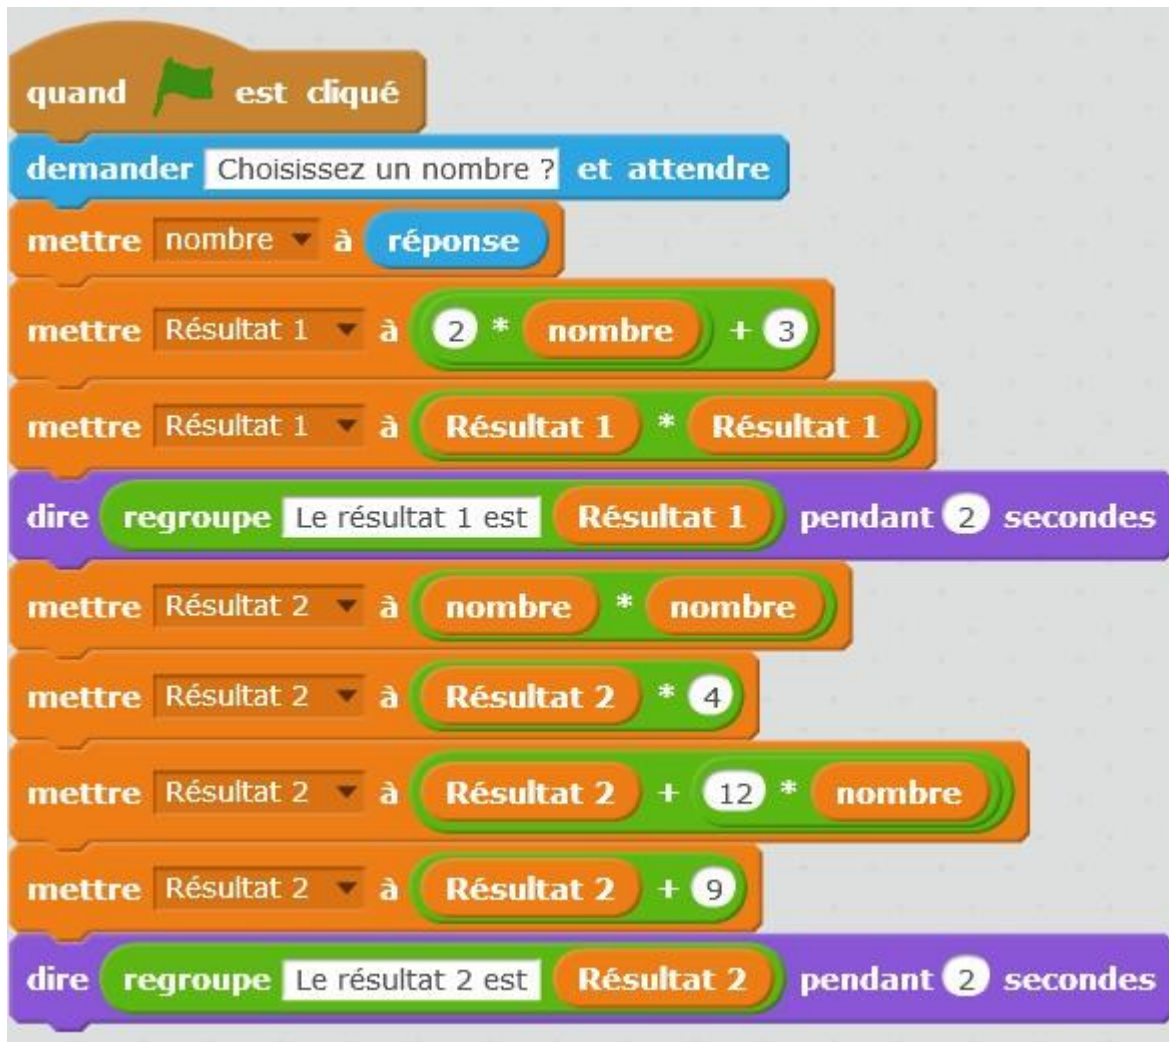 quand est cliqué
demander Choisissez un nombre ? et attendre
mettre nombre à réponse
mettre Résultat 1 à 2 * nombre + 3
mettre Résultat 1 à Résultat 1 * Résultat 1
dire regroupe Le résultat 1 est Résultat 1 pendant 2 secondes
mettre Résultat 2 à nombre * nombre
mettre Résultat 2 à Résultat 2 * 4
mettre Résultat 2 à Résultat 2 + 12 * nombre
mettre Résultat 2 à Résultat 2 + 9
dire regroupe Le résultat 2 est Résultat 2 pendant 2 secondes